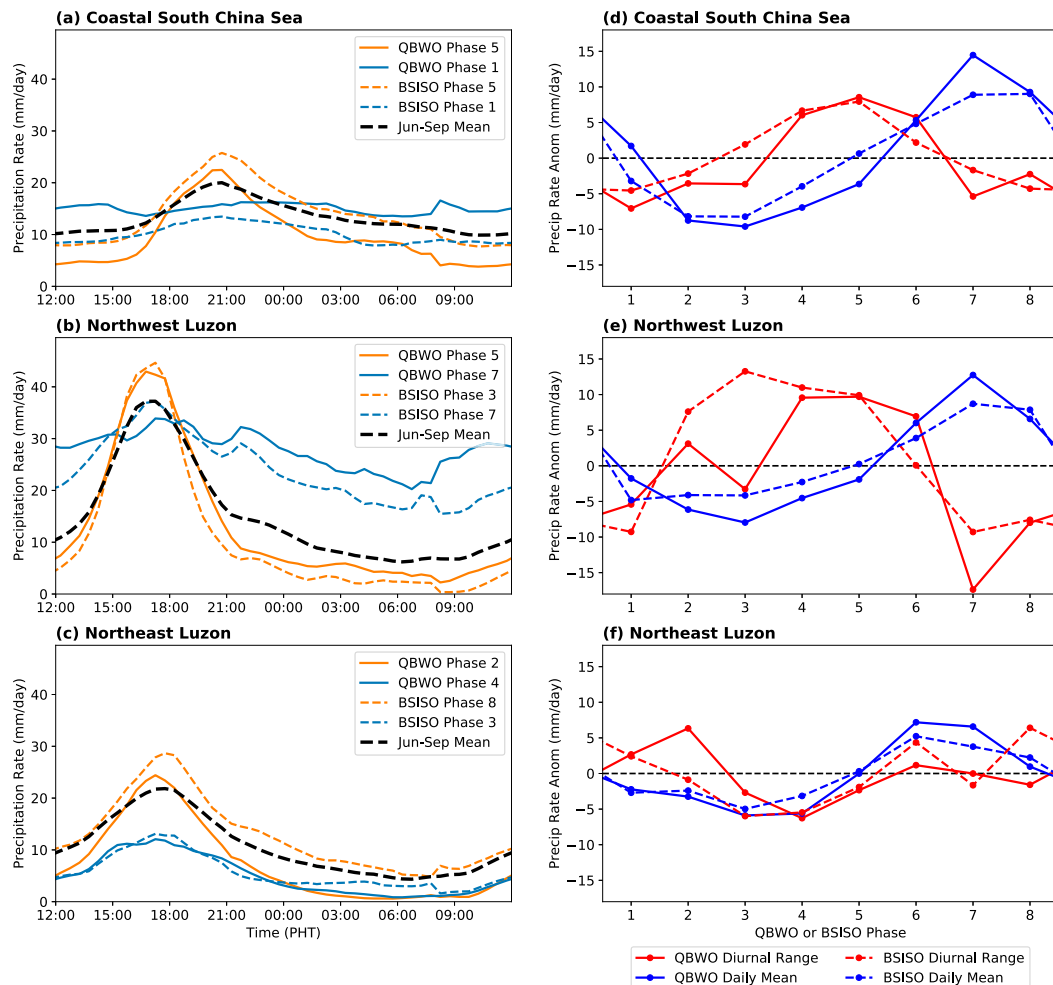 (a) Coastal South China Sea
Precipitation Rate (mm/day)
40
30
20
10
0
QBWO Phase 5
QBWO Phase 1
BSISO Phase 5
BSISO Phase 1
Jun-Sep Mean
12:00 15:00 18:00 21:00 00:00 03:00 06:00 09:00
(d) Coastal South China Sea
Precip Rate Anom (mm/day)
15
10
5
0
−5
−10
−15
1 2 3 4 5 6 7 8
(b) Northwest Luzon
Precipitation Rate (mm/day)
40
30
20
10
0
QBWO Phase 5
QBWO Phase 7
BSISO Phase 3
BSISO Phase 7
Jun-Sep Mean
12:00 15:00 18:00 21:00 00:00 03:00 06:00 09:00
(e) Northwest Luzon
Precip Rate Anom (mm/day)
15
10
5
0
−5
−10
−15
1 2 3 4 5 6 7 8
(c) Northeast Luzon
Precipitation Rate (mm/day)
40
30
20
10
0
QBWO Phase 2
QBWO Phase 4
BSISO Phase 8
BSISO Phase 3
Jun-Sep Mean
12:00 15:00 18:00 21:00 00:00 03:00 06:00 09:00
Time (PHT)
(f) Northeast Luzon
Precip Rate Anom (mm/day)
15
10
5
0
−5
−10
−15
1 2 3 4 5 6 7 8
QBWO or BSISO Phase
QBWO Diurnal Range
QBWO Daily Mean
BSISO Diurnal Range
BSISO Daily Mean